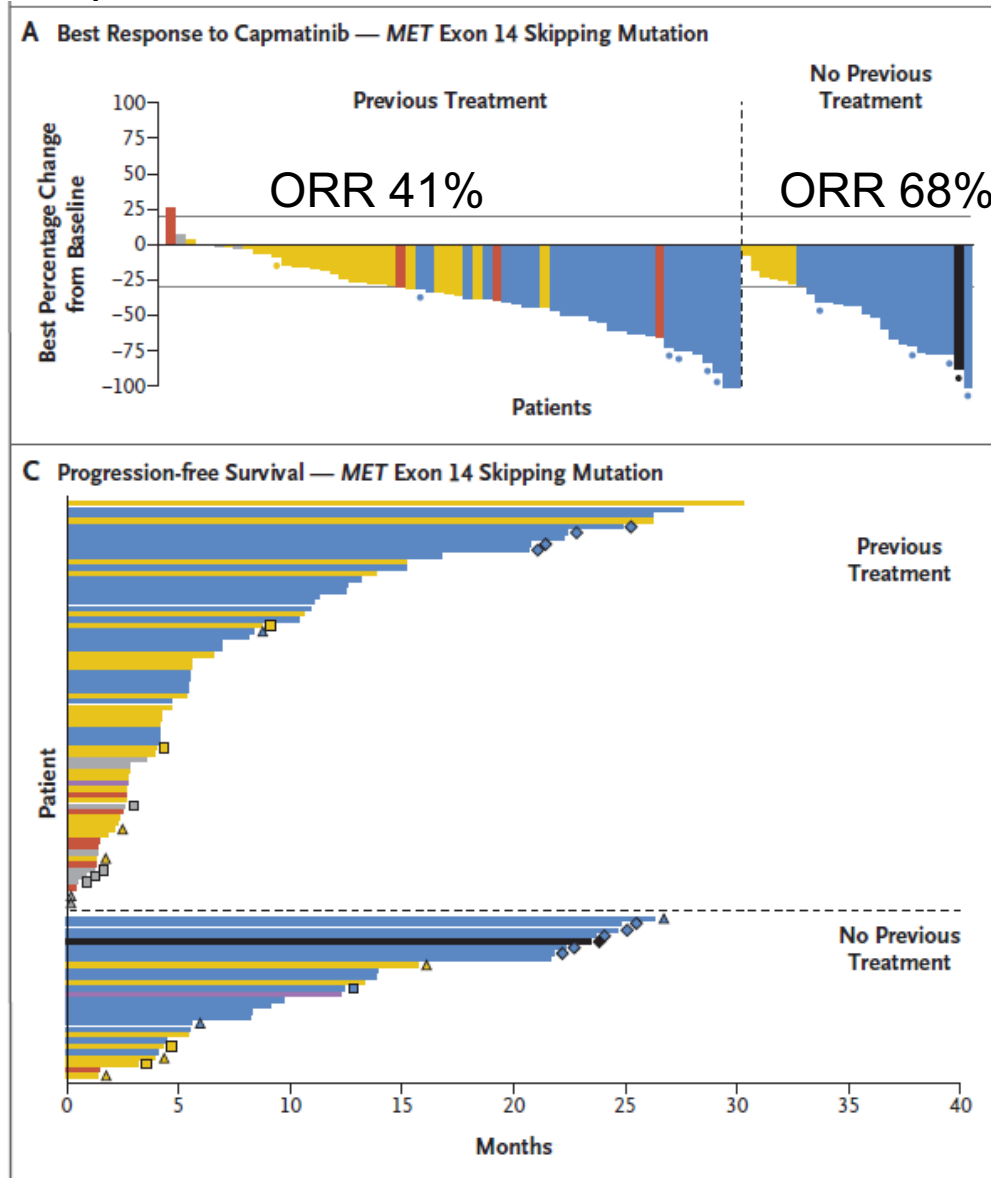 A Best Response to Capmatinib — MET Exon 14 Skipping Mutation
Previous Treatment
No Previous
Treatment
ORR 41%
ORR 68%
Best Percentage Change
from Baseline
100
75
50
25
0
−25
−50
−75
−100
Patients
C Progression-free Survival — MET Exon 14 Skipping Mutation
Previous
Treatment
Patient
No Previous
Treatment
0 5 10 15 20 25 30 35 40
Months